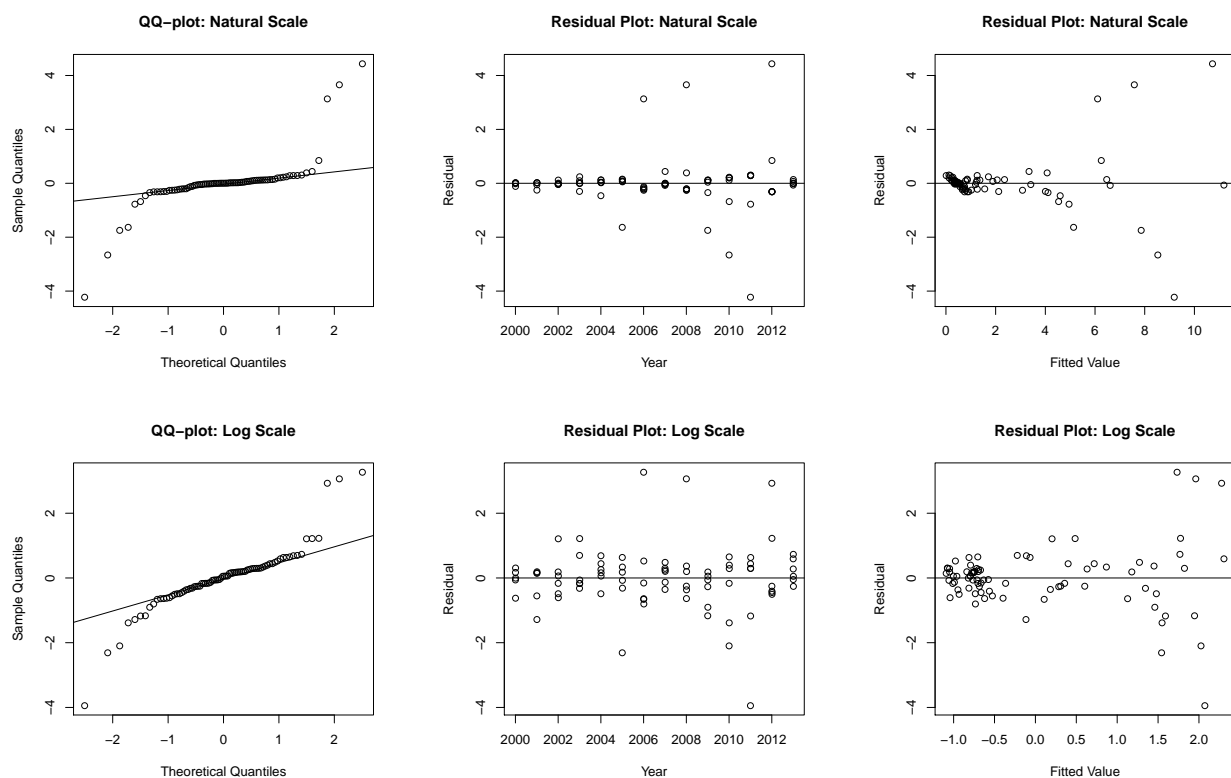 QQ−plot: Natural Scale
Sample Quantiles
4
2
0
−2
−4
−2 −1 0 1 2
Theoretical Quantiles
Residual Plot: Natural Scale
Residual
4
2
0
−2
−4
2000 2002 2004 2006 2008 2010 2012
Year
Residual Plot: Natural Scale
Residual
4
2
0
−2
−4
0 2 4 6 8 10
Fitted Value
QQ−plot: Log Scale
Sample Quantiles
2
0
−2
−4
−2 −1 0 1 2
Theoretical Quantiles
Residual Plot: Log Scale
Residual
2
0
−2
−4
2000 2002 2004 2006 2008 2010 2012
Year
Residual Plot: Log Scale
Residual
2
0
−2
−4
−1.0 −0.5 0.0 0.5 1.0 1.5 2.0
Fitted Value